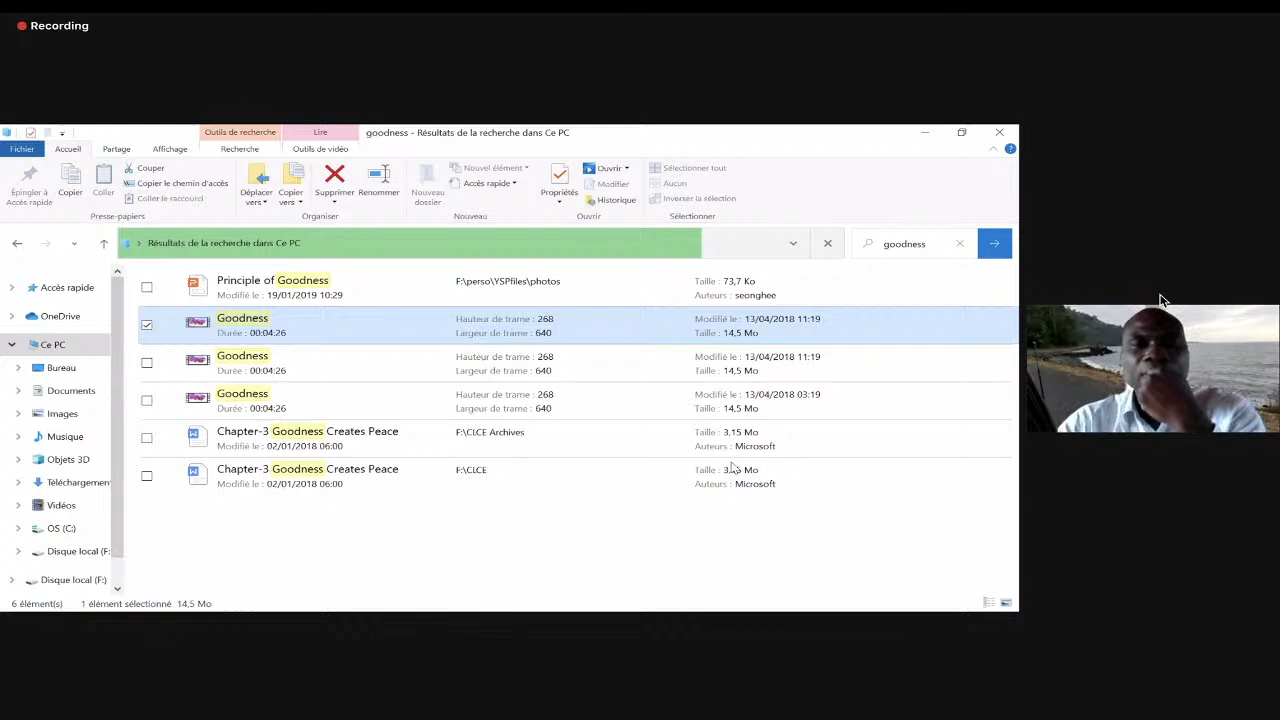 Recording
Outils de recherche
Lire
goodness - Résultats de la recherche dans Ce PC
Fichier
Accueil
Partage
Affichage
Recherche
Outils de vidéo
Épingler à
Accès rapide
Copier
Coller
Couper
Copier le chemin d'accès
Coller le raccourci
Presse-papiers
Déplacer
vers
Copier
vers
Supprimer
Renommer
Organiser
Nouveau
dossier
Nouvel élément
Accès rapide
Nouveau
Propriétés
Ouvrir
Modifier
Historique
Ouvrir
Sélectionner tout
Aucun
Inverser la sélection
Sélectionner
Résultats de la recherche dans Ce PC
goodness
Accès rapide
OneDrive
Ce PC
Bureau
Documents
Images
Musique
Objets 3D
Téléchargemen
Vidéos
OS (C:)
Disque local (F:
Disque local (F:)
Principle of Goodness F:\perso\YSPfiles\photos Taille : 73,7 Ko
Modifié le : 19/01/2019 10:29 Auteurs : seonghee
Goodness Hauteur de trame : 268 Modifié le : 13/04/2018 11:19
Durée : 00:04:26 Largeur de trame : 640 Taille : 14,5 Mo
Goodness Hauteur de trame : 268 Modifié le : 13/04/2018 11:19
Durée : 00:04:26 Largeur de trame : 640 Taille : 14,5 Mo
Goodness Hauteur de trame : 268 Modifié le : 13/04/2018 03:19
Durée : 00:04:26 Largeur de trame : 640 Taille : 14,5 Mo
Chapter-3 Goodness Creates Peace F:\CLCE Archives Taille : 3,15 Mo
Modifié le : 02/01/2018 06:00 Auteurs : Microsoft
Chapter-3 Goodness Creates Peace F:\CLCE Taille : Mo
Modifié le : 02/01/2018 06:00 Auteurs : Microsoft
6 élément(s) 1 élément sélectionné 14,5 Mo